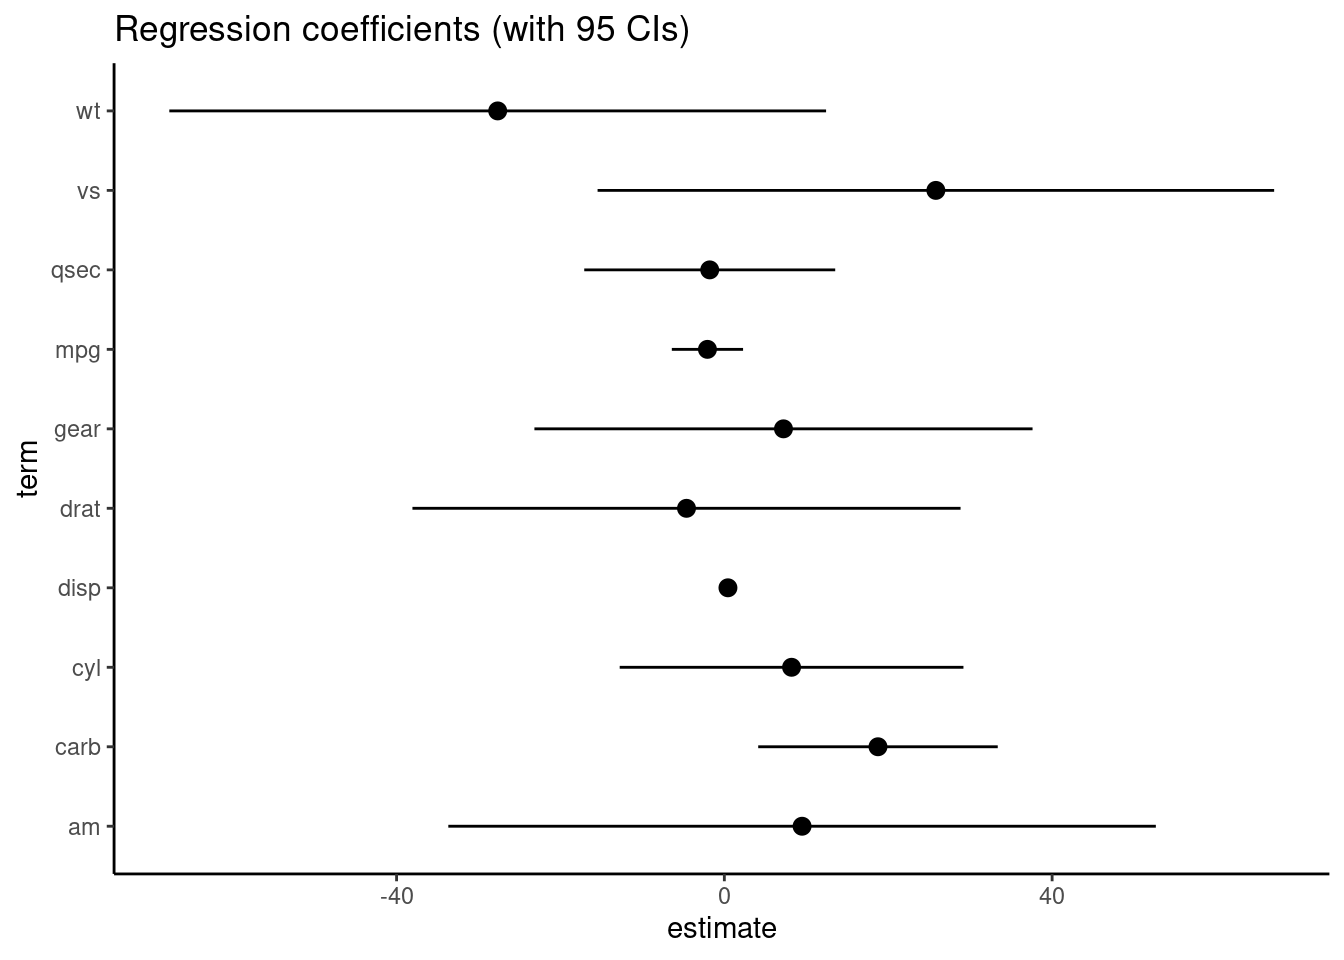 Regression coefficients (with 95 CIs)
wt
vs
qsec
mpg
gear
drat
disp
cyl
carb
am
term
-40
0
40
estimate